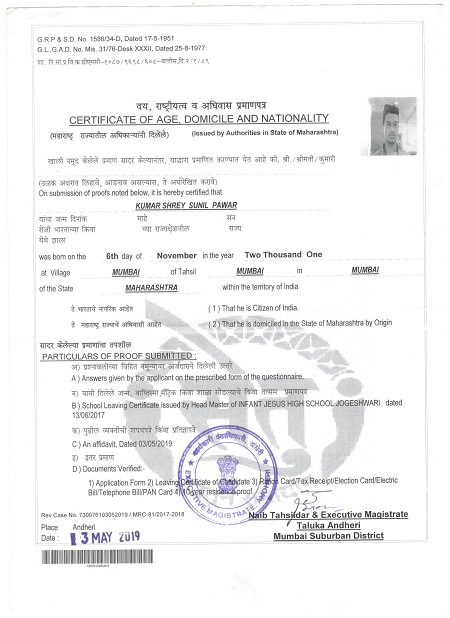 G.R.P & S.D. No. 1586/34-D, Dated 17-5-1951
G.L.,G.A.D. No. Mis. 31/76-Desk XXXII, Dated 25-8-1977:
वय, राष्ट्रीयत्व व अधिवास प्रमाणपत्र
CERTIFICATE OF AGE, DOMICILE AND NATIONALITY
(महाराष्ट्र राज्यातील अधिकाऱ्यांनी दिलेले) (Issued by Authorities in State of Maharashtra)
खाली नमूद केलेले प्रमाण सादर केल्यानंतर, याद्वारा प्रमाणित करण्यात येत आहे की, श्री./श्रीमती/कुमारी
(ठळक अक्षरात लिहावे, आडनाव असल्यास, ते अधोरेखित करावे)
On submission of proofs noted below, it is hereby certified that
KUMAR SHREY SUNIL PAWAR
यांचा जन्म दिनांक माहे सन
रोजी भारताच्या किंवा च्या राज्यक्षेत्रातील राज्य
येथे झाला
was born on the 6th day of November in the year Two Thousand One
at Village MUMBAI of Tahsil MUMBAI in MUMBAI
of the State MAHARASHTRA within the territory of India
ते भारताचे नागरिक आहेत ( 1 ) That he is Citizen of India.
ते महाराष्ट्र राज्याचे अधिवासी आहेत ( 2 ) That he is domiciled in the State of Maharashtra by Origin
सादर केलेल्या प्रमाणांचा तपशील
PARTICULARS OF PROOF SUBMITTED :
अ) प्रश्नावलीच्या विहित नमुन्यावर अर्जदाराने दिलेली उत्तरे
A ) Answers given by the applicant on the prescribed form of the questionnaire.
ब) यांनी दिलेले जन्म, बाप्तिस्मा,मॅट्रिक किंवा शाळा सोडल्याचे किंवा तत्सम प्रमाणपत्र
B ) School Leaving Certificate issued by Head Master of INFANT JESUS HIGH SCHOOL JOGESHWARI dated
13/06/2017
क) पुढील व्यक्तीची शपथपत्रे किंवा प्रतिज्ञापत्रे
C ) An affidavit, Dated 03/05/2019
ड) इतर प्रमाण
D ) Documents Verified:-
1) Application Form 2) Leaving Certificate of Candidate 3) Ration Card/Tax Receipt/Election Card/Electric
Bill/Telephone Bill/PAN Card 4) 10 year residence proof
EXECUTIVE MAGISTRATE, ANDHERI
Rev.Case No. 730076103052019 / MRC-81/2017-2018
Naib Tahsildar & Executive Magistrate
Place Andheri
Taluka Andheri
Date : 13 MAY 2019
Mumbai Suburban District